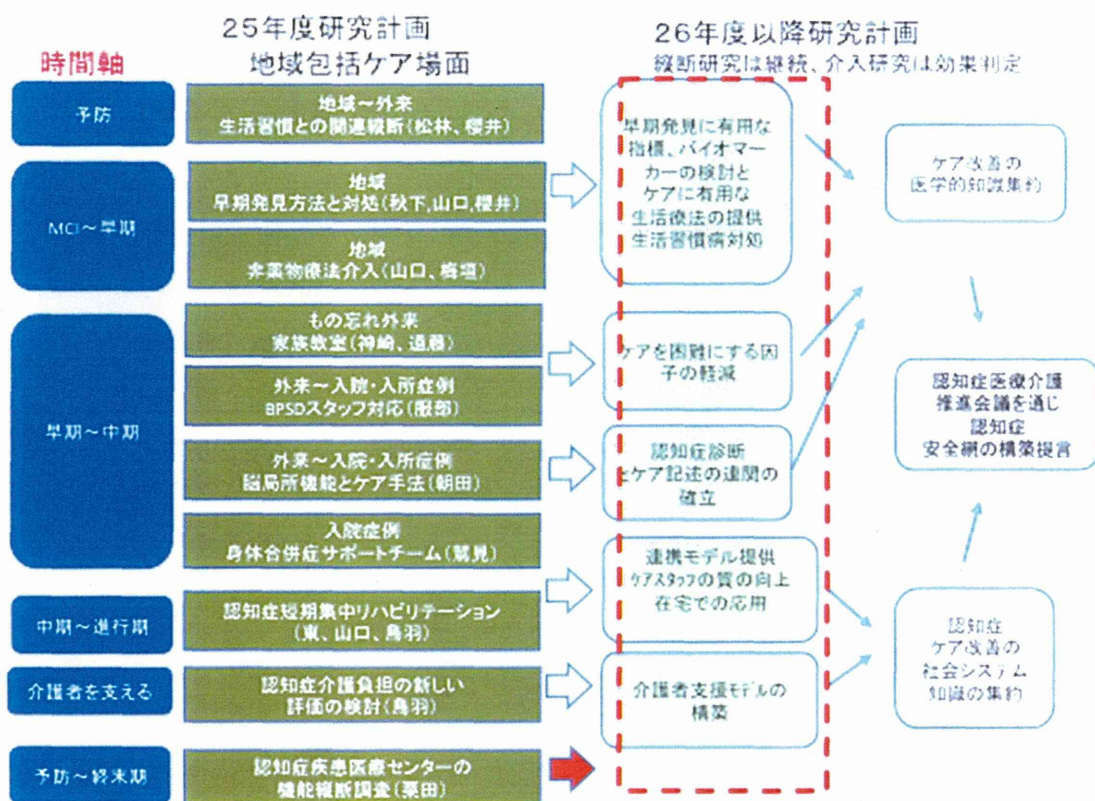 25年度研究計画
地域包括ケア場面
26年度以降研究計画
縦断研究は継続、介入研究は効果判定
時間軸
予防
MCI～早期
早期～中期
中期～進行期
介護者を支える
予防～終末期
地域～外来
生活習慣との関連縦断(松林、櫻井)
地域
早期発見方法と対処(秋下,山口,櫻井)
地域
非薬物療法介入(山口、梅垣)
もの忘れ外来
家族教室(神崎、遠藤)
外来～入院・入所症例
BPSDスタッフ対応(服部)
外来～入院・入所症例
脳局所機能とケア手法(朝田)
入院症例
身体合併症サポートチーム(鷲見)
認知症短期集中リハビリテーション
(東、山口、鳥羽)
認知症介護負担の新しい
評価の検討(鳥羽)
認知症疾患医療センターの
機能縦断調査(粟田)
早期発見に有用な
指標、バイオマー
カーの検討と
ケアに有用な
生活療法の提供
生活習慣病対処
ケアを困難にする因
子の軽減
認知症診断
とケア記述の連関の
確立
連携モデル提供
ケアスタッフの質の向上
在宅での応用
介護者支援モデルの
構築
ケア改善の
医学的知識集約
認知症医療介護
推進会議を通じ
認知症
安全網の構築提言
認知症
ケア改善の
社会システム
知識の集約